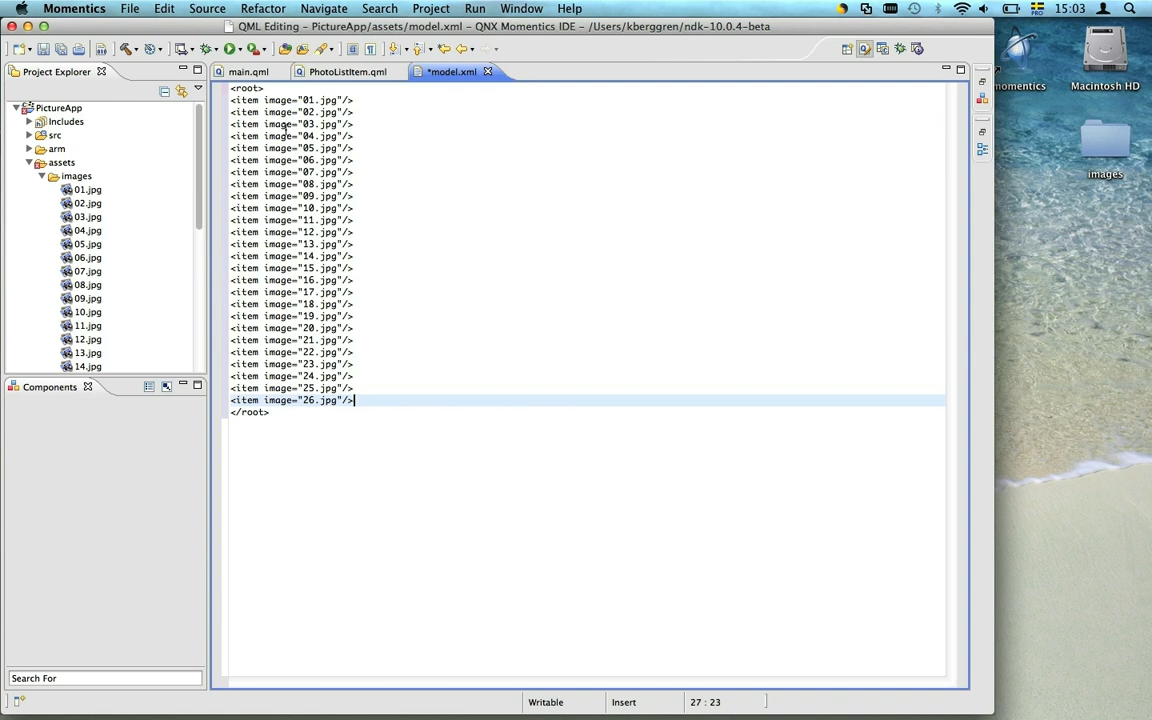 Momentics File Edit Source Refactor Navigate Search Project Run Window Help
PRO 15:03
QML Editing - PictureApp/assets/model.xml - QNX Momentics IDE - /Users/kberggren/ndk-10.0.4-beta
Project Explorer
main.qml PhotoListItem.qml *model.xml
PictureApp
Includes
src
arm
assets
images
01.jpg
02.jpg
03.jpg
04.jpg
05.jpg
06.jpg
07.jpg
08.jpg
09.jpg
10.jpg
11.jpg
12.jpg
13.jpg
14.jpg
Components
Search For
<root>
<item image="01.jpg"/>
<item image="02.jpg"/>
<item image="03.jpg"/>
<item image="04.jpg"/>
<item image="05.jpg"/>
<item image="06.jpg"/>
<item image="07.jpg"/>
<item image="08.jpg"/>
<item image="09.jpg"/>
<item image="10.jpg"/>
<item image="11.jpg"/>
<item image="12.jpg"/>
<item image="13.jpg"/>
<item image="14.jpg"/>
<item image="15.jpg"/>
<item image="16.jpg"/>
<item image="17.jpg"/>
<item image="18.jpg"/>
<item image="19.jpg"/>
<item image="20.jpg"/>
<item image="21.jpg"/>
<item image="22.jpg"/>
<item image="23.jpg"/>
<item image="24.jpg"/>
<item image="25.jpg"/>
<item image="26.jpg"/>
</root>
Writable Insert 27 : 23
momentics
Macintosh HD
images